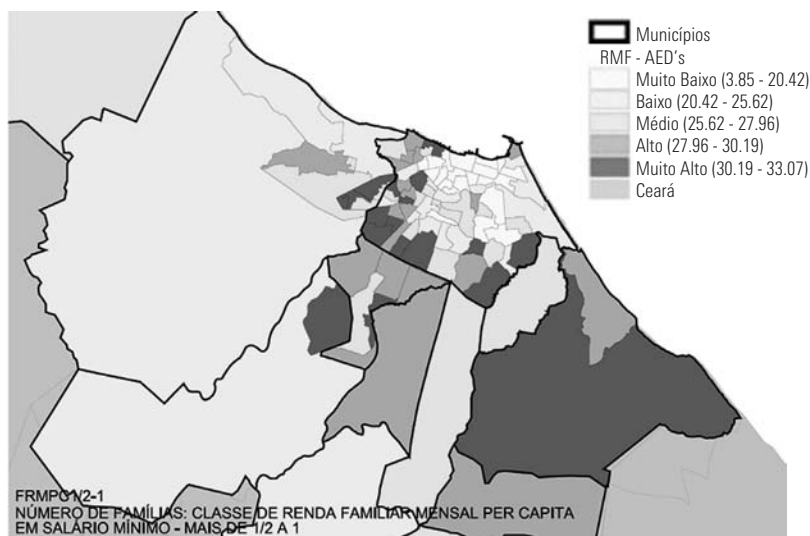 Municípios
RMF - AED's
Muito Baixo (3.85 - 20.42)
Baixo (20.42 - 25.62)
Médio (25.62 - 27.96)
Alto (27.96 - 30.19)
Muito Alto (30.19 - 33.07)
Ceará
FRMPC1/2-1
NÚMERO DE FAMÍLIAS: CLASSE DE RENDA FAMILIAR MENSAL PER CAPITA
EM SALÁRIO MÍNIMO - MAIS DE 1/2 A 1